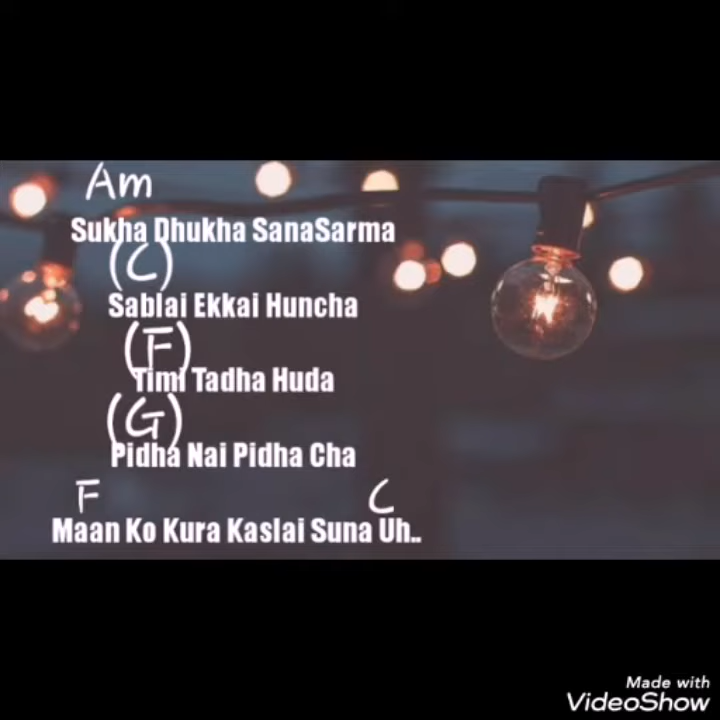 Am
Sukha Dhukha SanaSarma
(C)
Sablai Ekkai Huncha
(F)
Timi Tadha Huda
(G)
Pidha Nai Pidha Cha
F C
Maan Ko Kura Kaslai Suna Uh..
Made with
VideoShow